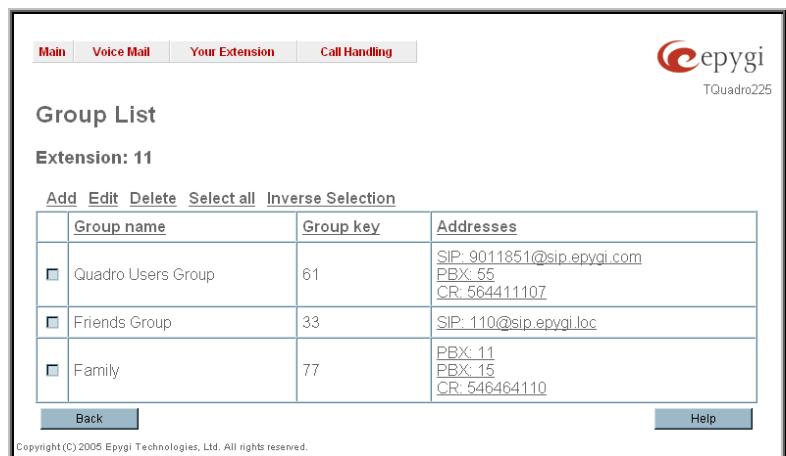 Main Voice Mail Your Extension Call Handling
epygi
TQuadro225
Group List
Extension: 11
Add Edit Delete Select all Inverse Selection
Group name Group key Addresses
Quadro Users Group 61 SIP: 9011851@sip.epygi.com
PBX: 55
CR: 564411107
Friends Group 33 SIP: 110@sip.epygi.loc
Family 77 PBX: 11
PBX: 15
CR: 546464110
Back Help
Copyright (C) 2005 Epygi Technologies, Ltd. All rights reserved.